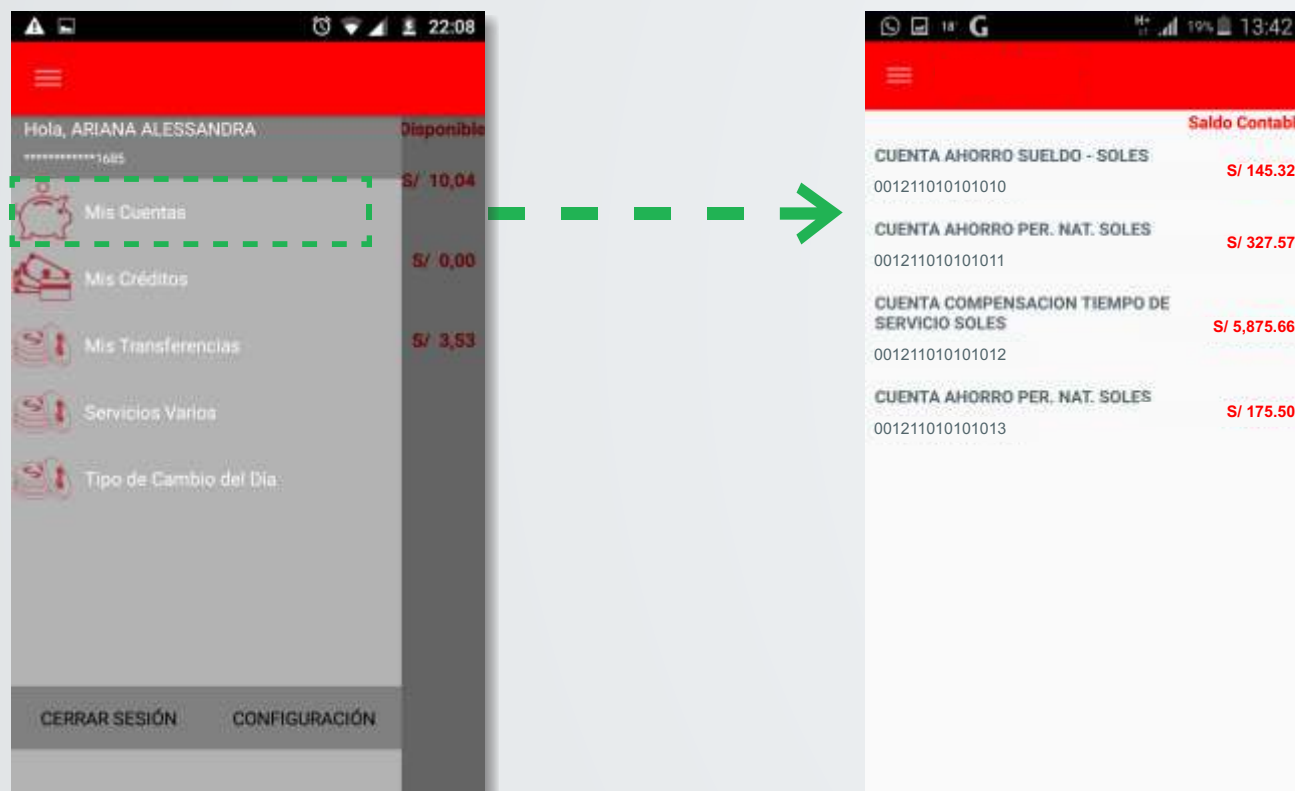 22:08
Hola, ARIANA ALESSANDRA
************1685
Disponible
S/ 10,04
Mis Cuentas
S/ 0,00
Mis Créditos
S/ 3,53
Mis Transferencias
Servicios Varios
Tipo de Cambio del Día
CERRAR SESIÓN CONFIGURACIÓN
18° G H+ 19% 13:42
Saldo Contabl
CUENTA AHORRO SUELDO - SOLES
S/ 145.32
001211010101010
CUENTA AHORRO PER. NAT. SOLES
S/ 327.57
001211010101011
CUENTA COMPENSACION TIEMPO DE
SERVICIO SOLES
S/ 5,875.66
001211010101012
CUENTA AHORRO PER. NAT. SOLES
S/ 175.50
001211010101013